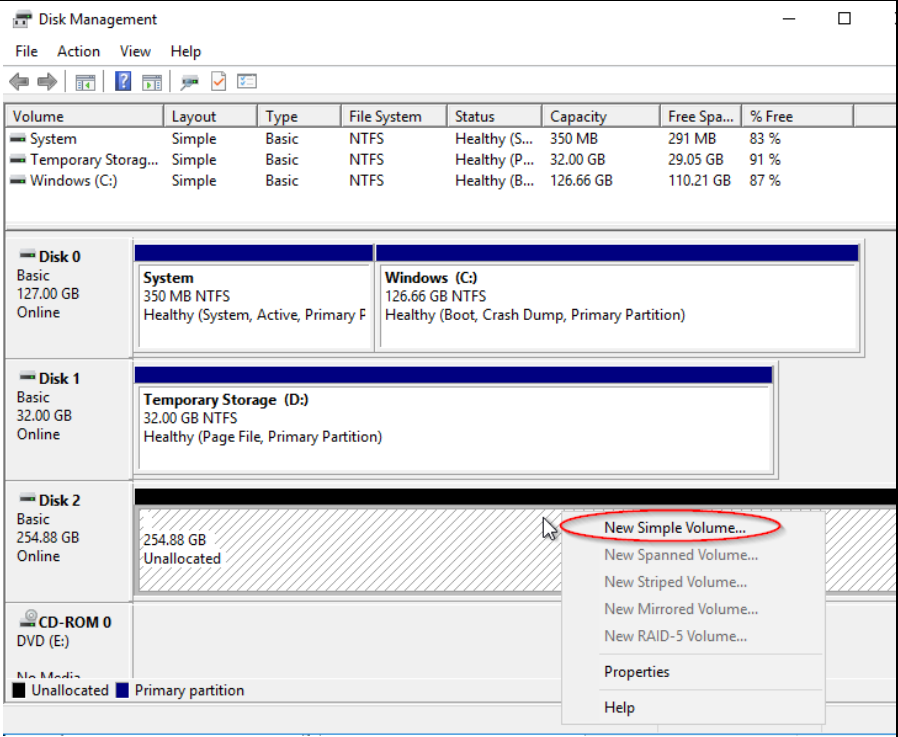 Disk Management
File Action View Help
Volume Layout Type File System Status Capacity Free Spa... % Free
System Simple Basic NTFS Healthy (S... 350 MB 291 MB 83 %
Temporary Storag... Simple Basic NTFS Healthy (P... 32.00 GB 29.05 GB 91 %
Windows (C:) Simple Basic NTFS Healthy (B... 126.66 GB 110.21 GB 87 %
Disk 0
Basic
127.00 GB
Online
System
350 MB NTFS
Healthy (System, Active, Primary P
Windows (C:)
126.66 GB NTFS
Healthy (Boot, Crash Dump, Primary Partition)
Disk 1
Basic
32.00 GB
Online
Temporary Storage (D:)
32.00 GB NTFS
Healthy (Page File, Primary Partition)
Disk 2
Basic
254.88 GB
Online
254.88 GB
Unallocated
New Simple Volume...
New Spanned Volume...
New Striped Volume...
New Mirrored Volume...
New RAID-5 Volume...
Properties
Help
CD-ROM 0
DVD (E:)
No Media
Unallocated Primary partition